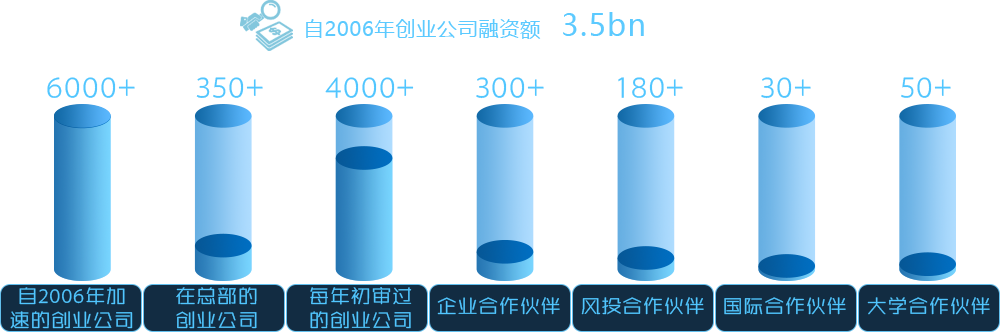 自2006年创业公司融资额 3.5bn
6000+ 350+ 4000+ 300+ 180+ 30+ 50+
自2006年加
速的创业公司
在总部的
创业公司
每年初审过
的创业公司
企业合作伙伴
风投合作伙伴
国际合作伙伴
大学合作伙伴